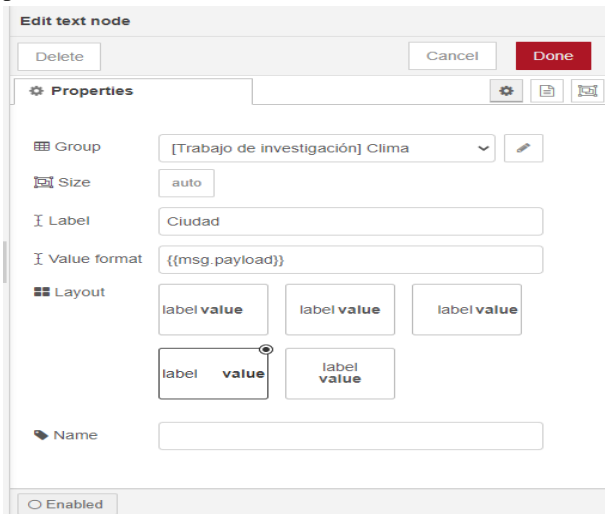 Edit text node
Delete Cancel Done
Properties
Group [Trabajo de investigación] Clima
Size auto
Label Ciudad
Value format {{msg.payload}}
Layout
label value label value label value
label value label
value
Name
Enabled